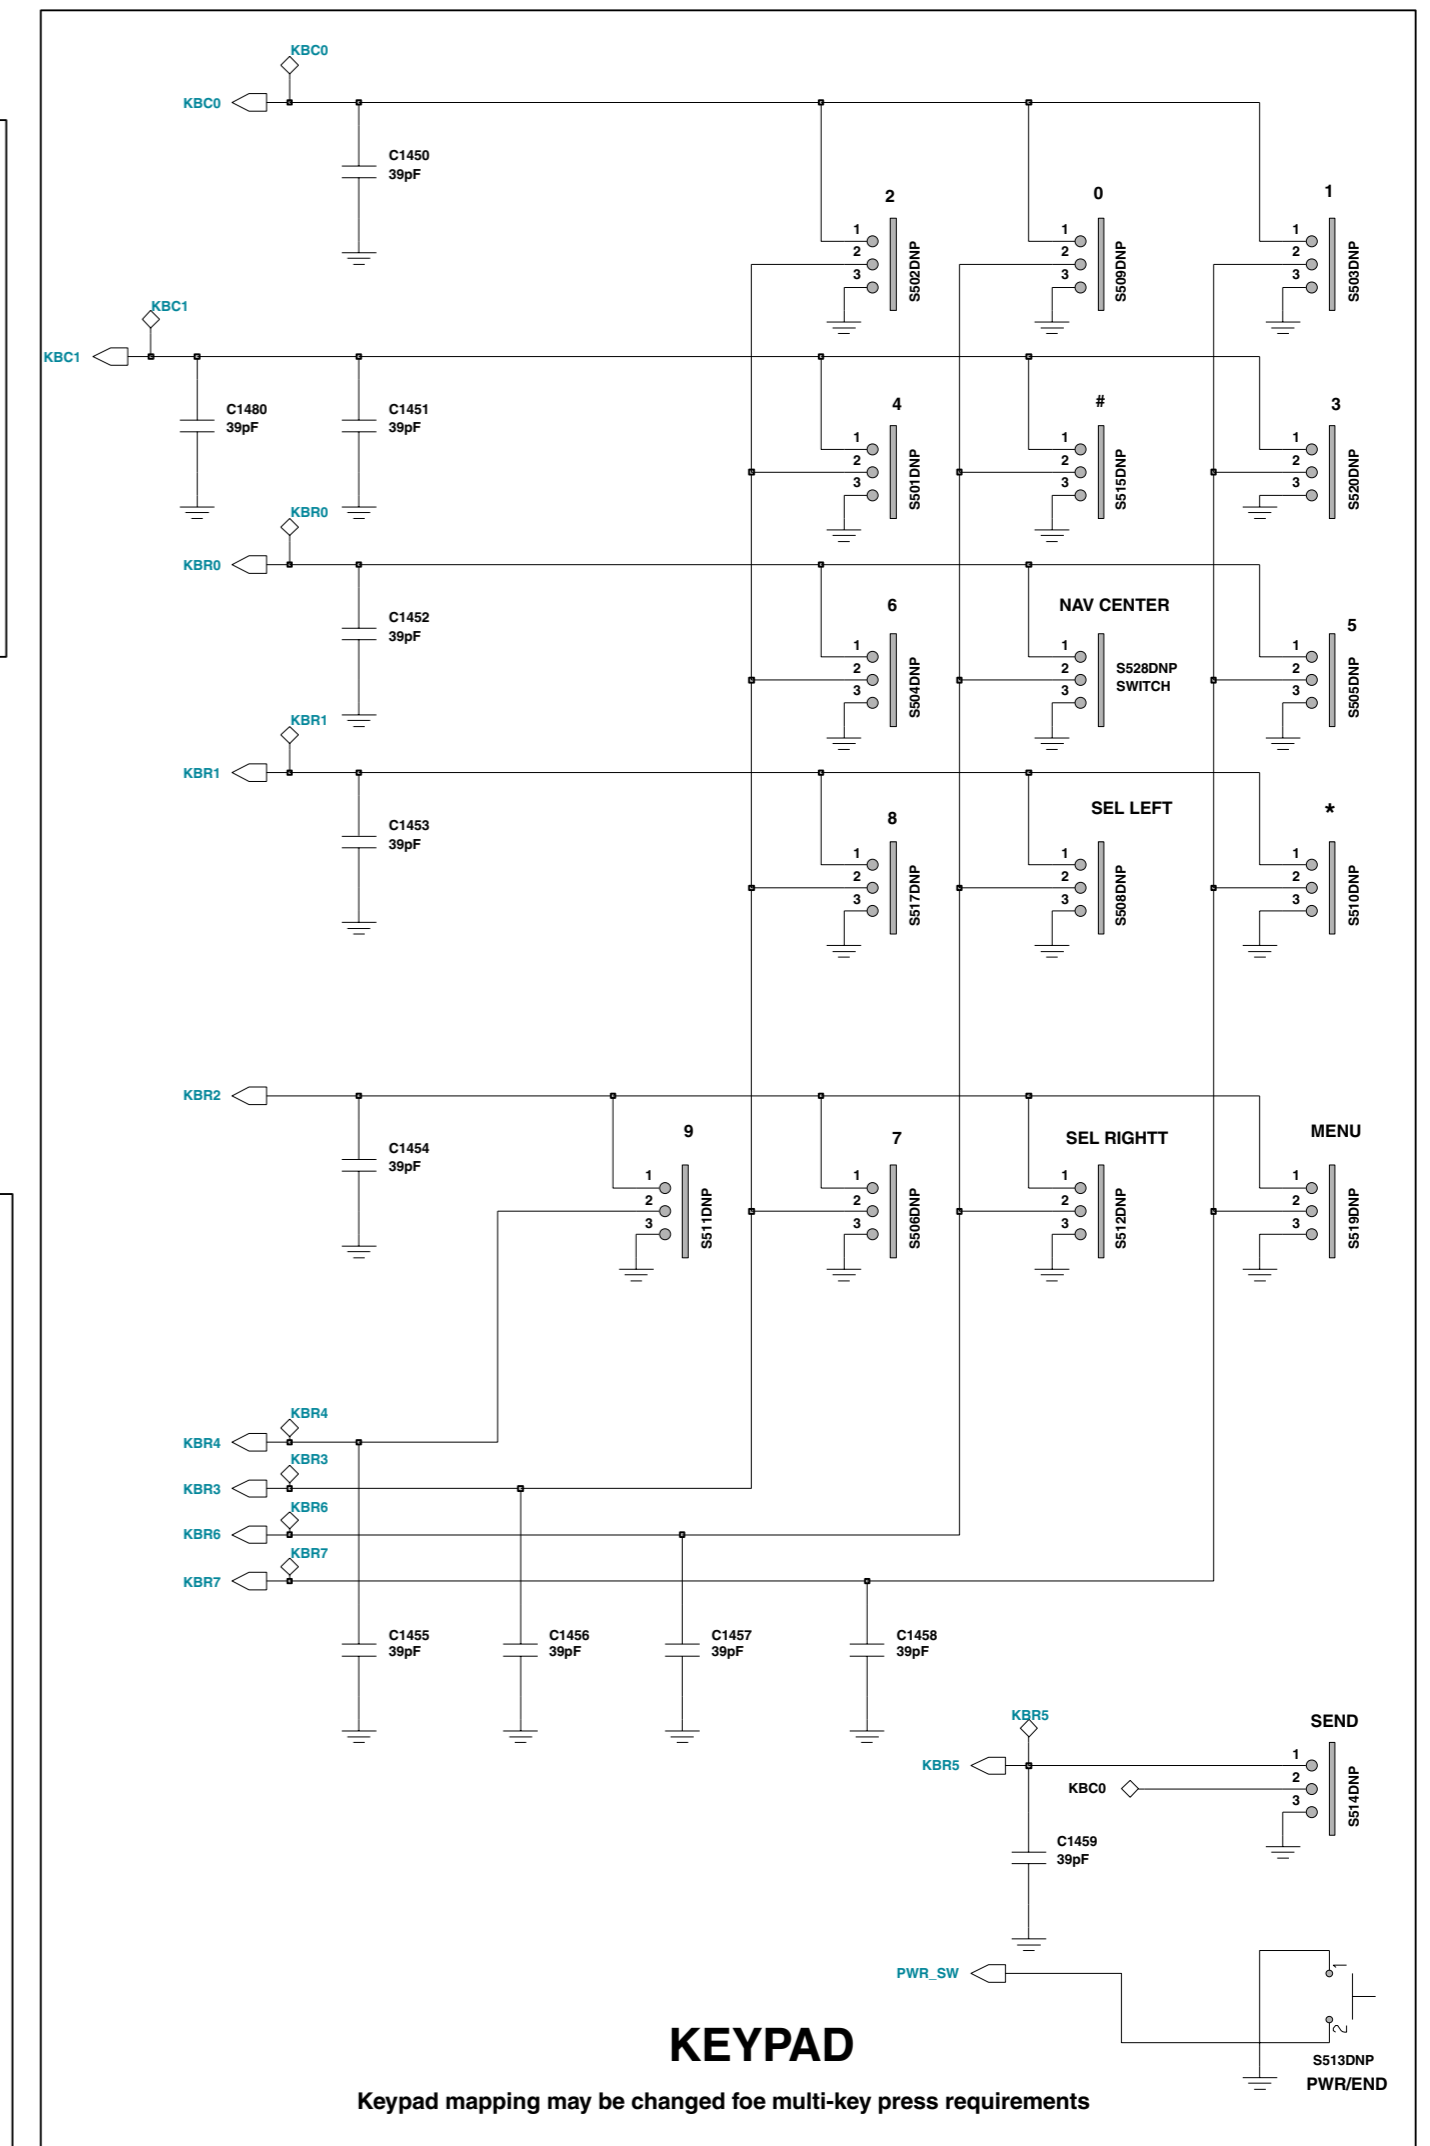 KBC0
KBC0
C1450
39pF
2
1
2
3
S502DNP
0
1
2
3
S509DNP
1
1
2
3
S503DNP
KBC1
KBC1
C1480
39pF
C1451
39pF
4
1
2
3
S501DNP
#
1
2
3
S515DNP
3
1
2
3
S520DNP
KBR0
KBR0
C1452
39pF
6
1
2
3
S504DNP
NAV CENTER
1
2
3
S528DNP
SWITCH
5
1
2
3
S505DNP
KBR1
KBR1
C1453
39pF
8
1
2
3
S517DNP
SEL LEFT
1
2
3
S508DNP
*
1
2
3
S510DNP
KBR2
C1454
39pF
9
1
2
3
S511DNP
7
1
2
3
S506DNP
SEL RIGHTT
1
2
3
S512DNP
MENU
1
2
3
S519DNP
KBR4
KBR4
KBR3
KBR3
KBR6
KBR6
KBR7
KBR7
C1455
39pF
C1456
39pF
C1457
39pF
C1458
39pF
KBR5
KBR5
KBC0
SEND
1
2
3
S514DNP
C1459
39pF
PWR_SW
1
2
S513DNP
PWR/END
KEYPAD
Keypad mapping may be changed foe multi-key press requirements